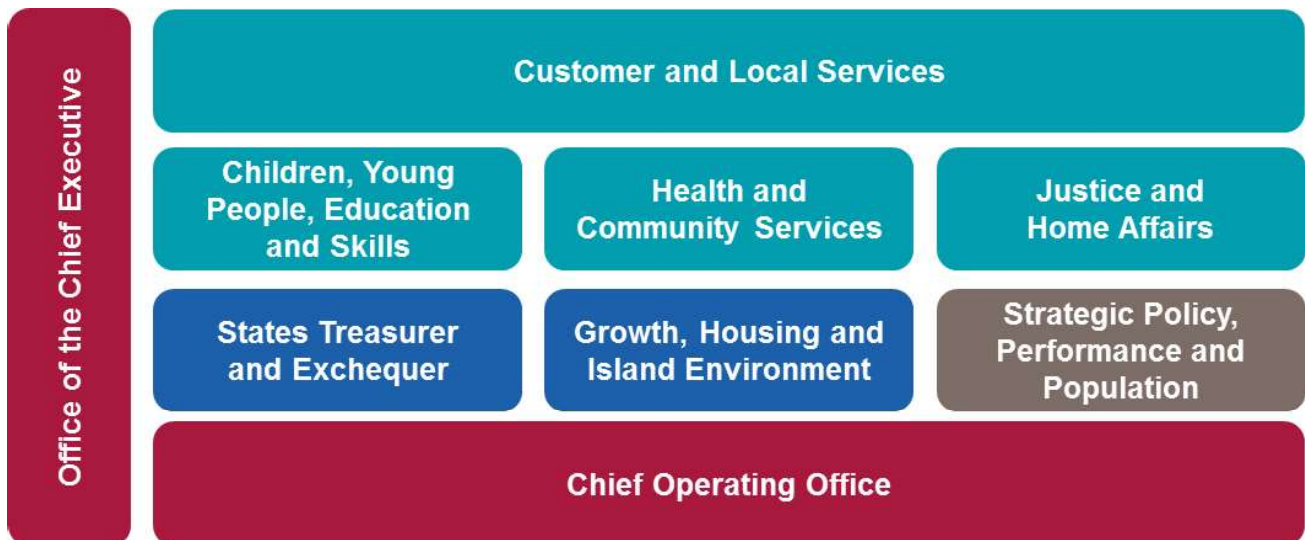 Office of the Chief Executive
Customer and Local Services
Children, Young
People, Education
and Skills
Health and
Community Services
Justice and
Home Affairs
States Treasurer
and Exchequer
Growth, Housing and
Island Environment
Strategic Policy,
Performance and
Population
Chief Operating Office